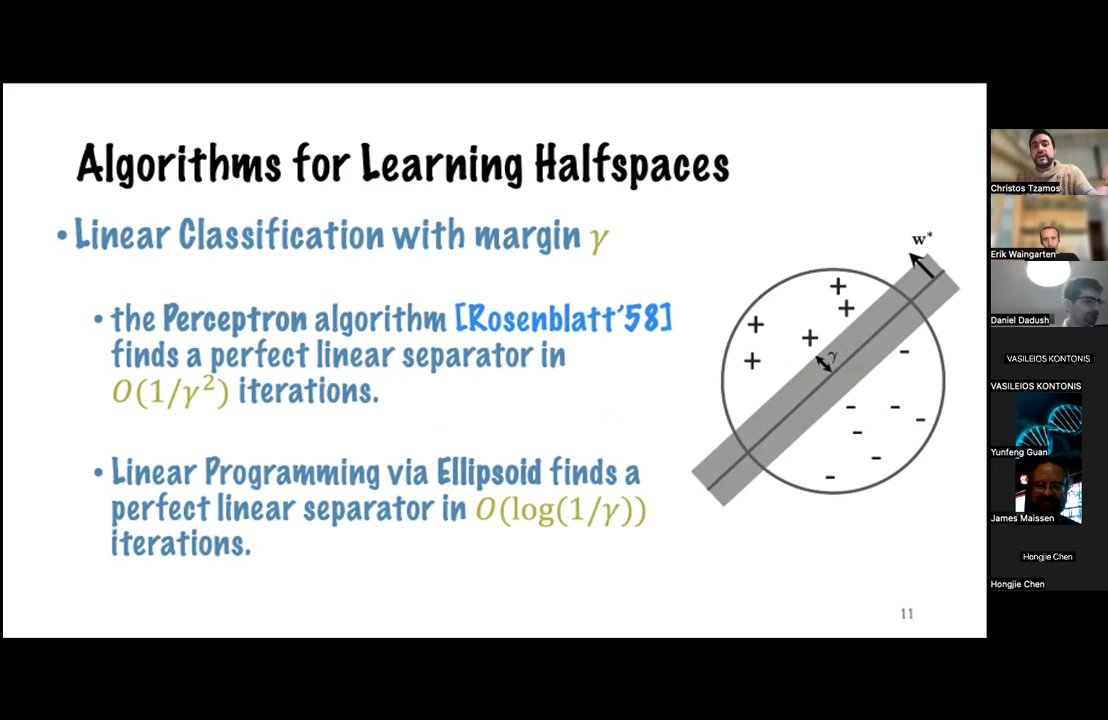 Algorithms for Learning Halfspaces
• Linear Classification with margin γ
• the Perceptron algorithm [Rosenblatt´58]
finds a perfect linear separator in
O(1/γ²) iterations.
• Linear Programming via Ellipsoid finds a
perfect linear separator in O(log(1/γ))
iterations.
w*
γ
11
Christos Tzamos
Erik Waingarten
Daniel Dadush
VASILEIOS KONTONIS
VASILEIOS KONTONIS
Yunfeng Guan
James Maissen
Hongjie Chen
Hongjie Chen